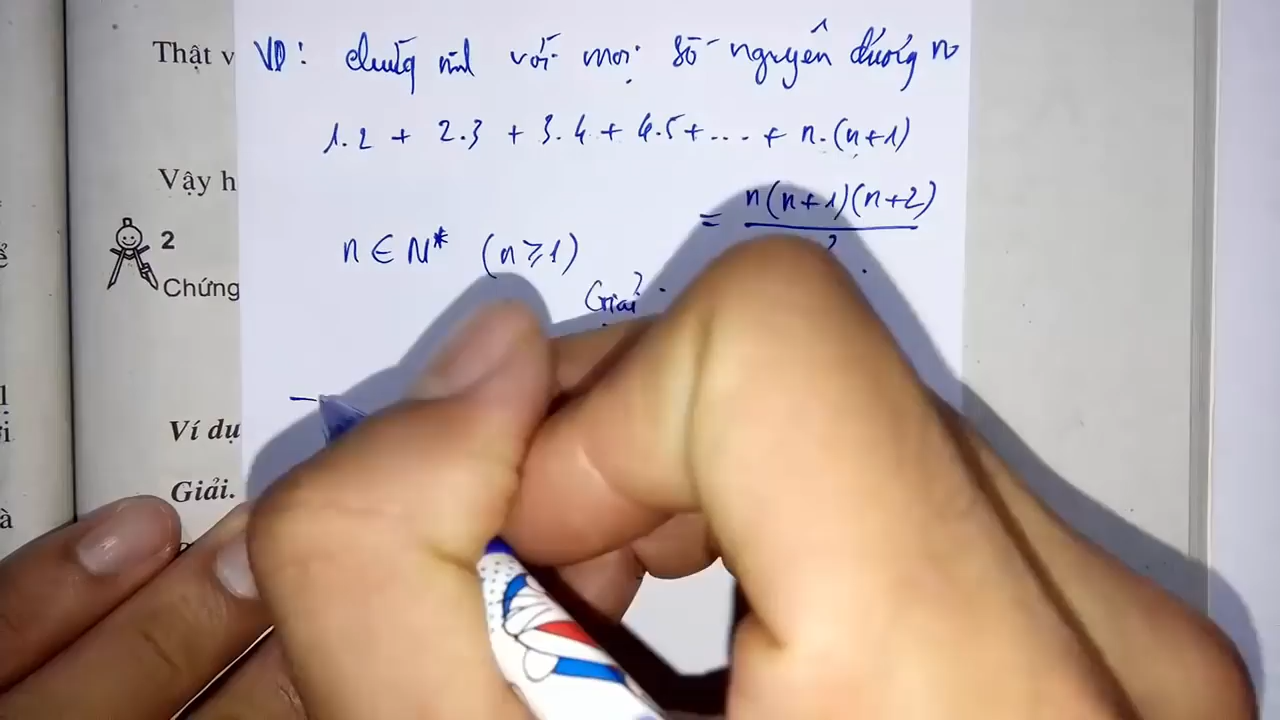 Thật v
VD: chứng minh với mọi số nguyên dương n
1.2 + 2.3 + 3.4 + 4.5 + ... + n.(n+1)
Vậy h
= n(n+1)(n+2)
n ∈ N* (n ≥ 1)
2
Chứng
Giải
Ví dụ
Giải.